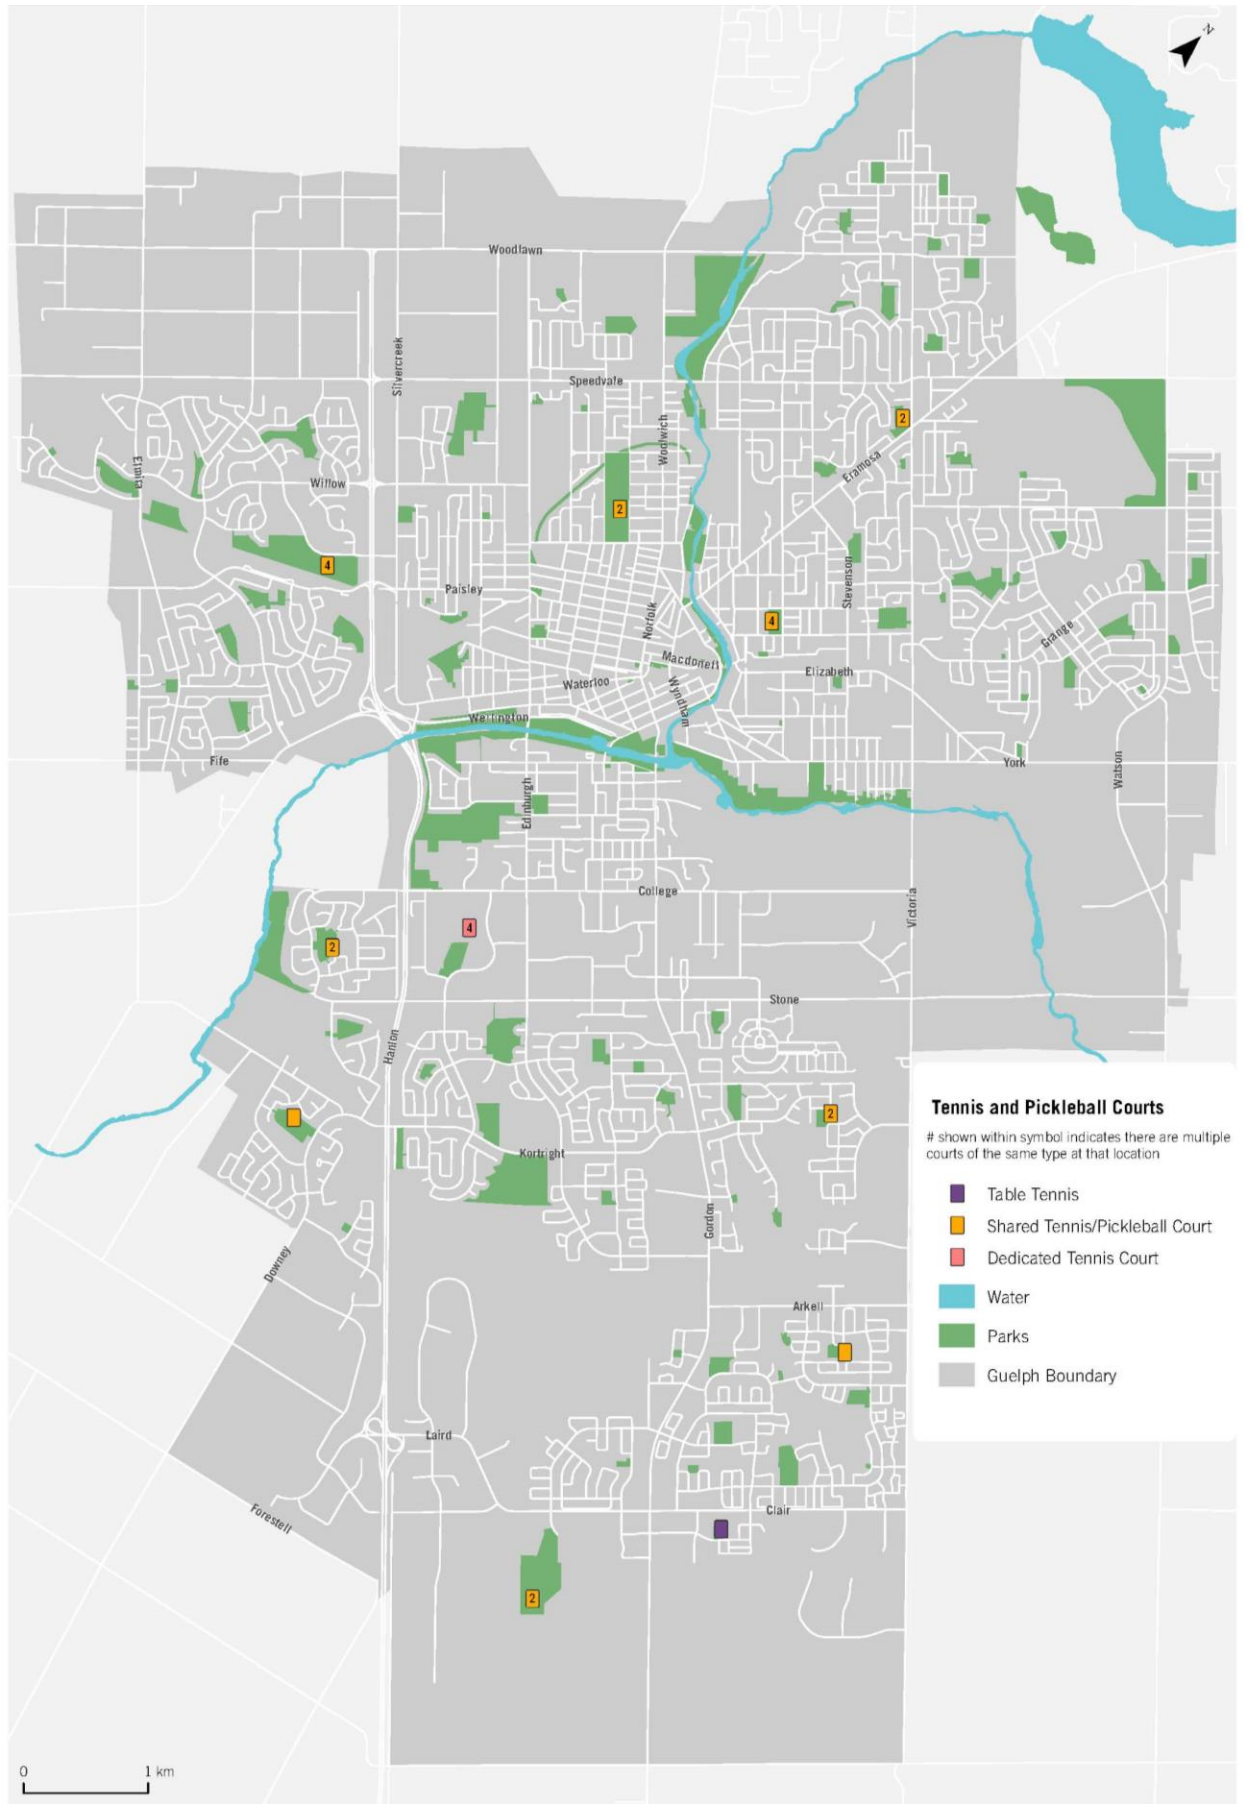 N
Woodlawn
Silvercreek
Speedvale
Woolwich
2
Eramosa
Elmira
Willow
2
4
Paisley
Stevenson
Norfolk
4
Grange
Macdonell
Elizabeth
Waterloo
Wyndham
Wellington
Fife
York
Watson
Edinburgh
College
Victoria
4
2
Stone
Hanlon
2
Kortright
Gordon
Downey
Arkell
Laird
Clair
Forestell
2
Tennis and Pickleball Courts
# shown within symbol indicates there are multiple
courts of the same type at that location
Table Tennis
Shared Tennis/Pickleball Court
Dedicated Tennis Court
Water
Parks
Guelph Boundary
0 1 km